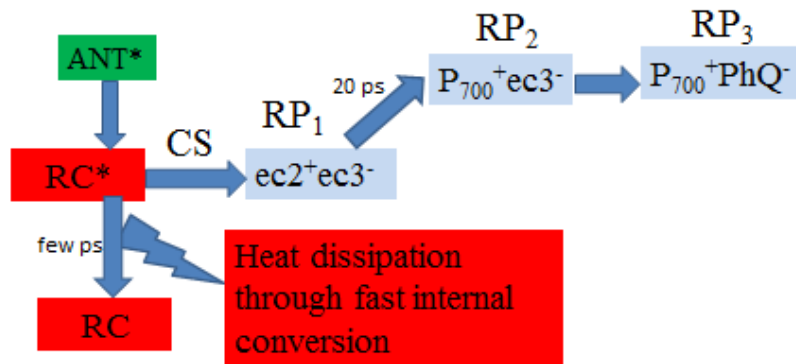 ANT*
RC*
CS
RP₁
ec2⁺ec3⁻
20 ps
RP₂
P₇₀₀⁺ec3⁻
RP₃
P₇₀₀⁺PhQ⁻
few ps
RC
Heat dissipation
through fast internal
conversion